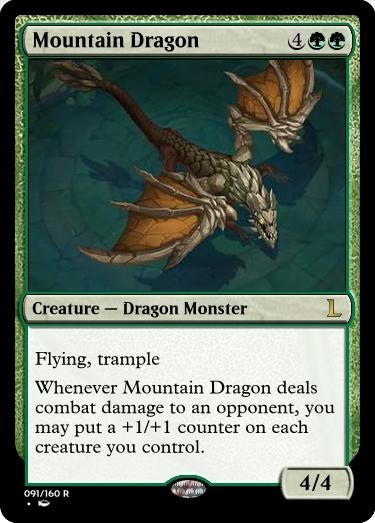 Mountain Dragon 4
Creature — Dragon Monster L
Flying, trample
Whenever Mountain Dragon deals
combat damage to an opponent, you
may put a +1/+1 counter on each
creature you control.
091/160 R
4/4